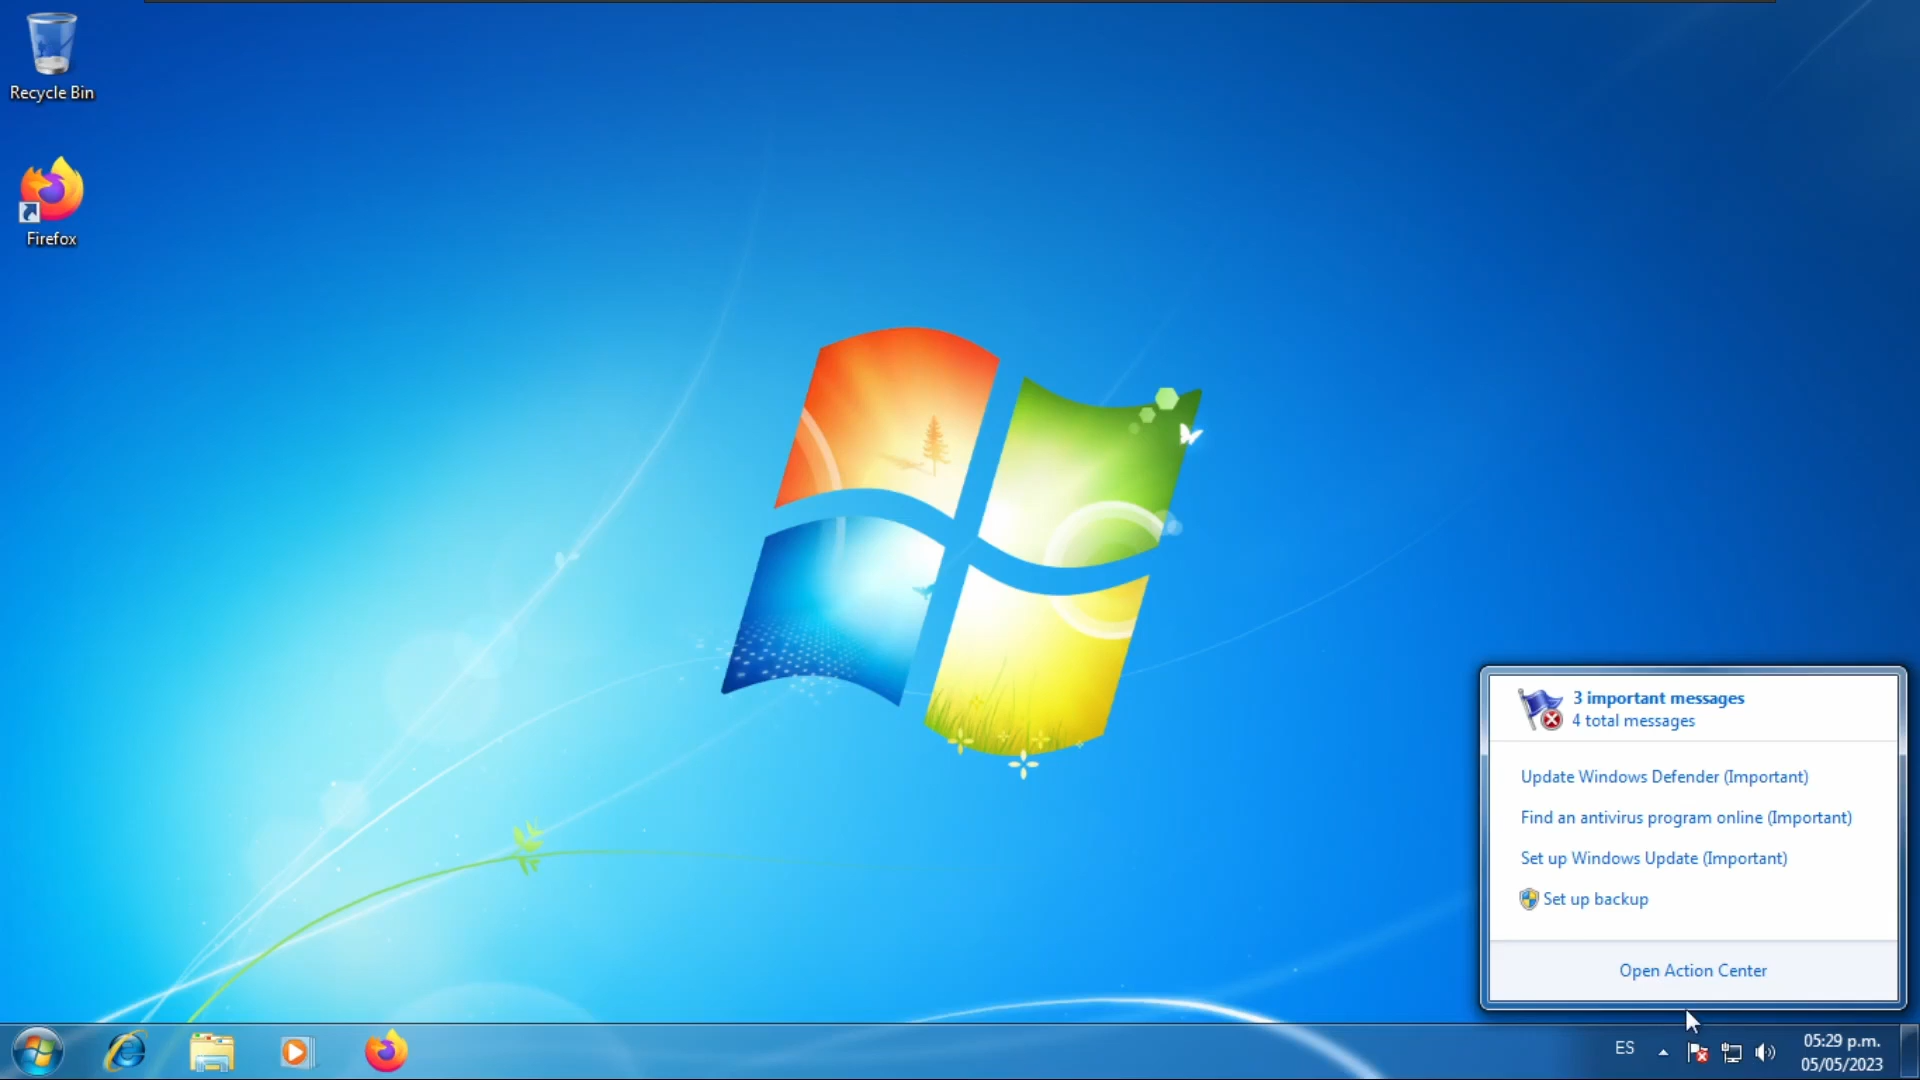 Recycle Bin
Firefox
3 important messages
4 total messages
Update Windows Defender (Important)
Find an antivirus program online (Important)
Set up Windows Update (Important)
Set up backup
Open Action Center
ES
05:29 p.m.
05/05/2023